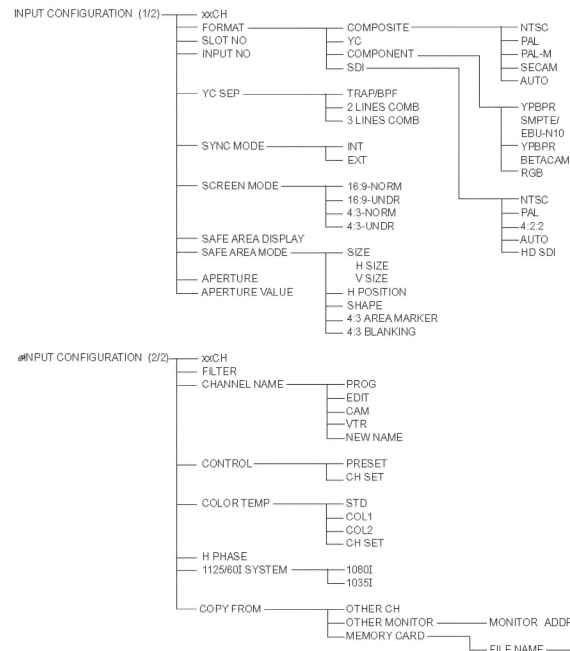 INPUT CONFIGURATION (1/2) xxCH
FORMAT COMPOSITE NTSC
SLOT NO YC PAL
INPUT NO COMPONENT PAL-M
SDI SECAM
AUTO
YC SEP TRAP/BPF YPBPR
2 LINES COMB SMPTE/
3 LINES COMB EBU-N10
YPBPR
SYNC MODE INT BETACAM
EXT RGB
SCREEN MODE 16:9-NORM
16:9-UNDR NTSC
4:3-NORM PAL
4:3-UNDR 4:2:2
SAFE AREA DISPLAY AUTO
SAFE AREA MODE SIZE HD SDI
H SIZE
APERTURE V SIZE
APERTURE VALUE H POSITION
SHAPE
4:3 AREA MARKER
4:3 BLANKING
INPUT CONFIGURATION (2/2) xxCH
FILTER
CHANNEL NAME PROG
EDIT
CAM
VTR
NEW NAME
CONTROL PRESET
CH SET
COLOR TEMP STD
COL1
COL2
CH SET
H PHASE
1125/60I SYSTEM 1080I
1035I
COPY FROM OTHER CH
OTHER MONITOR MONITOR ADDR
MEMORY CARD
FILE NAME